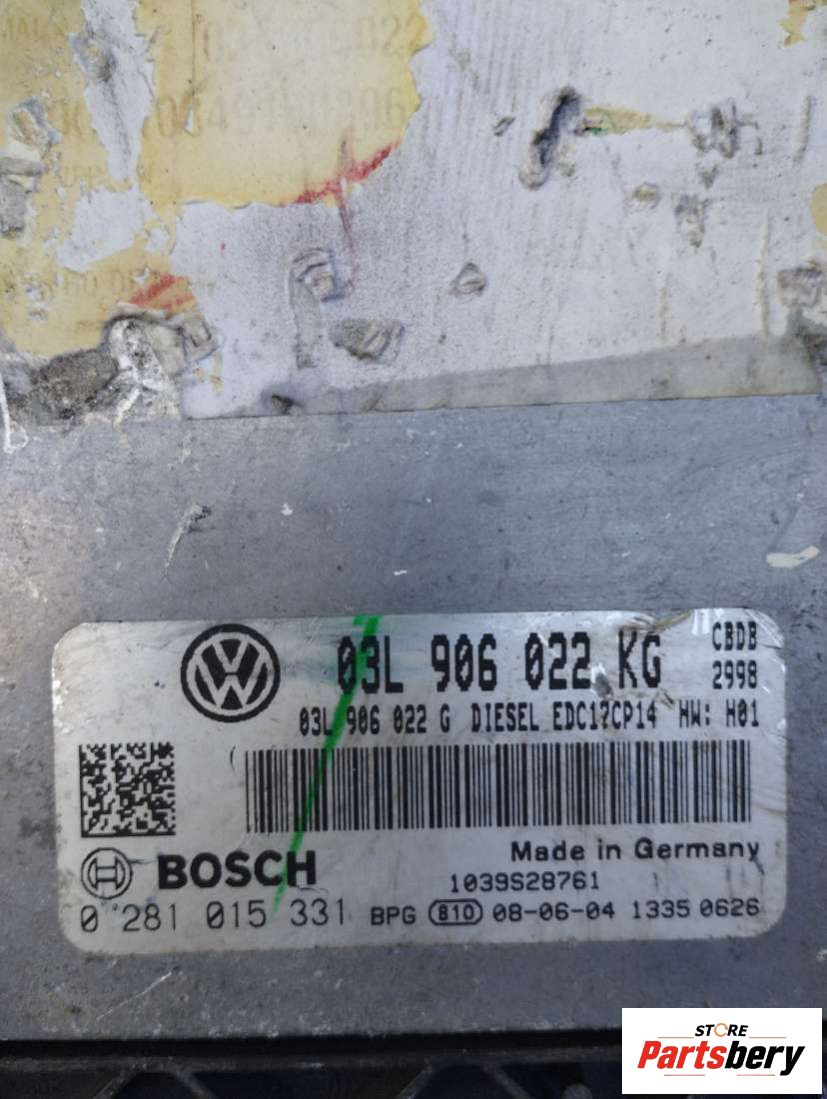 022
03L 906 022 KG
CBDB
2998
03L 906 022 G DIESEL EDC17CP14 HW: H01
Made in Germany
BOSCH
1039S28761
0 281 015 331 BPG 810 08-06-04 1335 0626
STORE
Partsbery